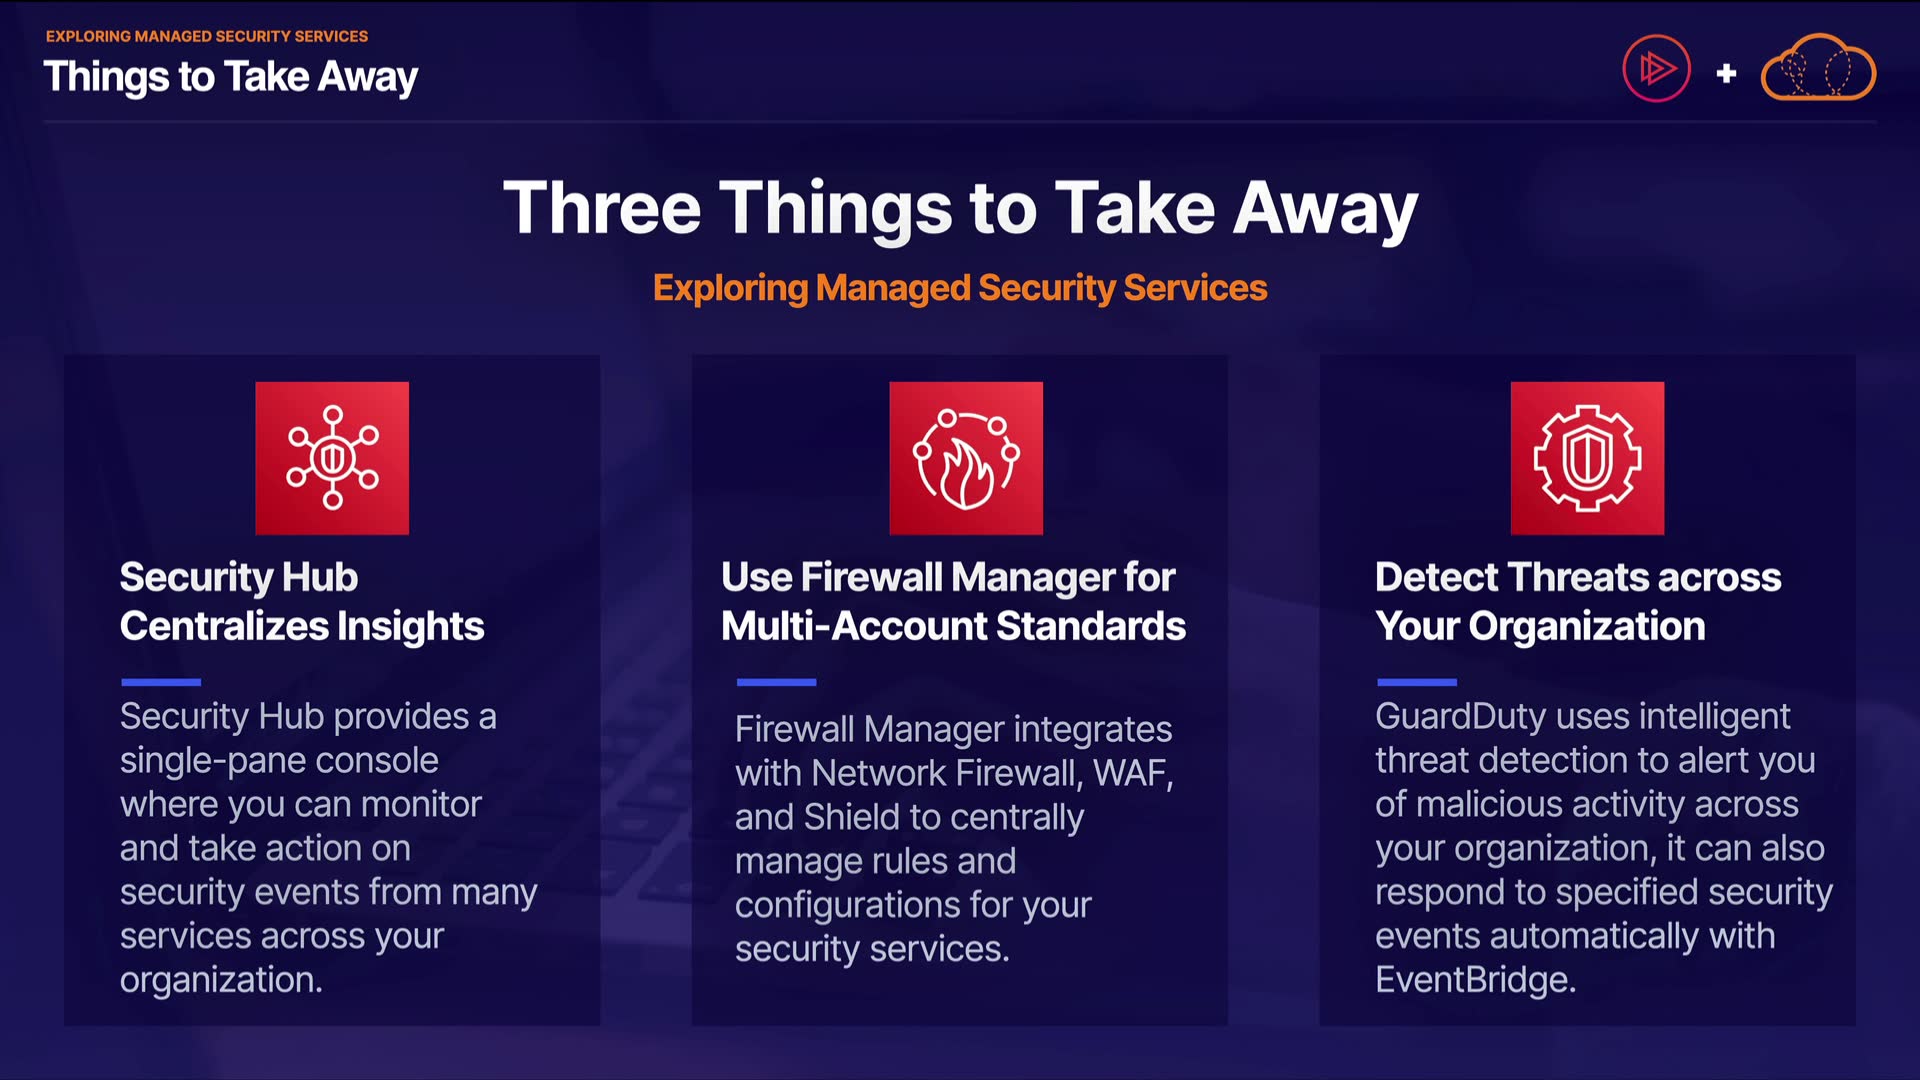 EXPLORING MANAGED SECURITY SERVICES
Things to Take Away
Three Things to Take Away
Exploring Managed Security Services
Security Hub
Centralizes Insights
Security Hub provides a
single-pane console
where you can monitor
and take action on
security events from many
services across your
organization.
Use Firewall Manager for
Multi-Account Standards
Firewall Manager integrates
with Network Firewall, WAF,
and Shield to centrally
manage rules and
configurations for your
security services.
Detect Threats across
Your Organization
GuardDuty uses intelligent
threat detection to alert you
of malicious activity across
your organization, it can also
respond to specified security
events automatically with
EventBridge.